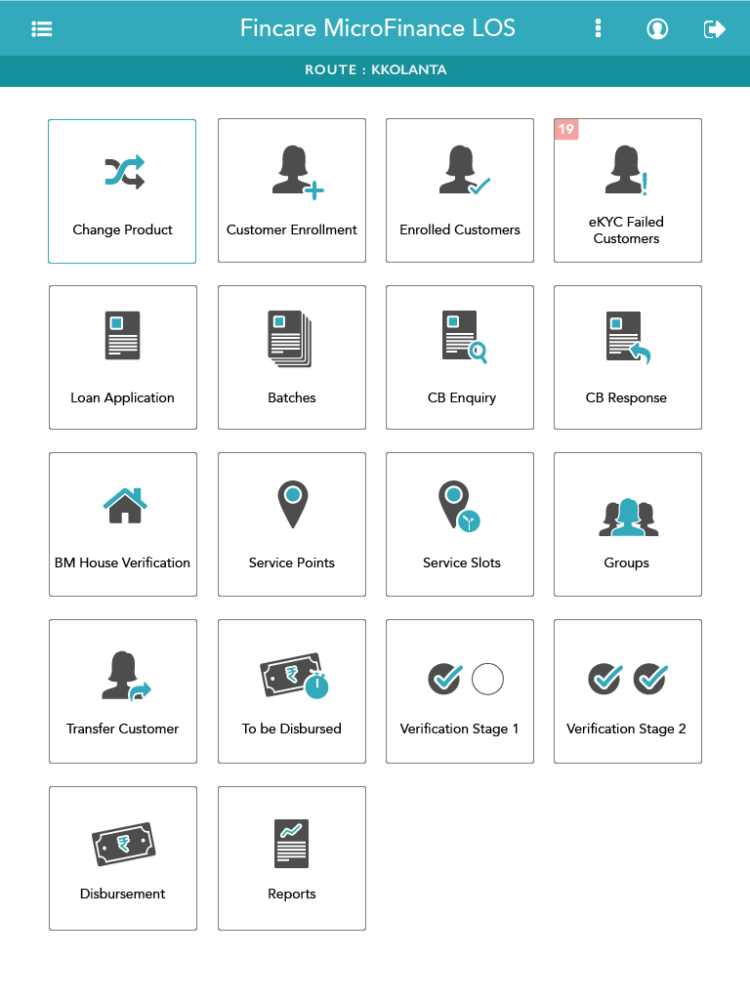 Fincare MicroFinance LOS
ROUTE : KKOLANTA
Change Product
Customer Enrollment
Enrolled Customers
19
eKYC Failed
Customers
Loan Application
Batches
CB Enquiry
CB Response
BM House Verification
Service Points
Service Slots
Groups
Transfer Customer
₹
To be Disbursed
Verification Stage 1
Verification Stage 2
₹
Disbursement
Reports